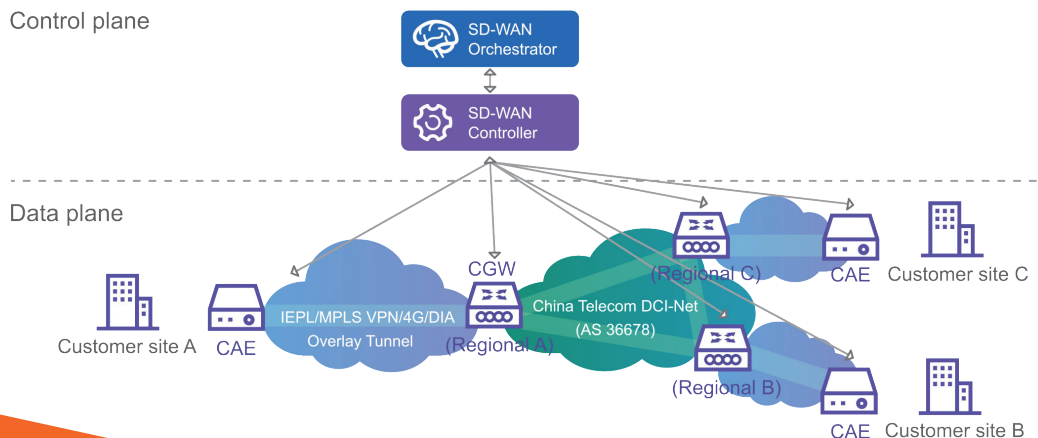 Control plane
SD-WAN
Orchestrator
SD-WAN
Controller
Data plane
CGW
(Regional C)
CAE
Customer site C
China Telecom DCI-Net
(AS 36678)
IEPL/MPLS VPN/4G/DIA
Overlay Tunnel
Customer site A
CAE
(Regional A)
(Regional B)
CAE
Customer site B